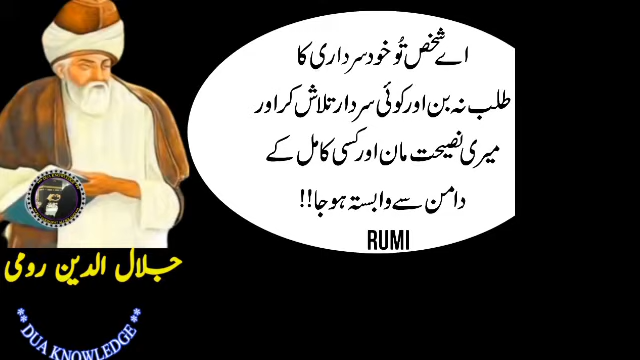 اے شخص تُو خود سرداری کا
طلب نہ بن اور کوئی سردار تلاش کر اور
میری نصیحت مان اور کسی کامل کے
دامن سے وابستہ ہو جا!!
RUMI
جلال الدین رومی
** DUA KNOWLEDGE **